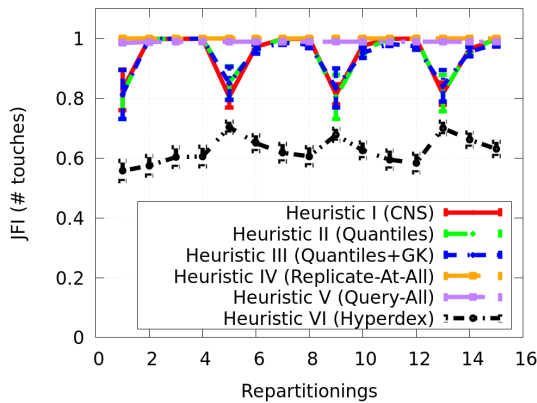 1
0.8
0.6
0.4
0.2
0
JFI (# touches)
Heuristic I (CNS)
Heuristic II (Quantiles)
Heuristic III (Quantiles+GK)
Heuristic IV (Replicate-At-All)
Heuristic V (Query-All)
Heuristic VI (Hyperdex)
0 2 4 6 8 10 12 14 16
Repartitionings